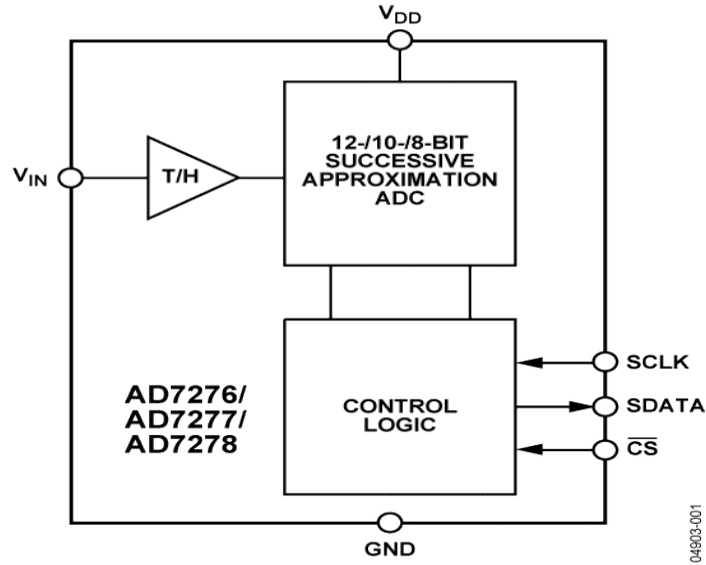 VDD
12-/10-/8-BIT
SUCCESSIVE
APPROXIMATION
ADC
VIN
T/H
SCLK
SDATA
C̅S̅
CONTROL
LOGIC
AD7276/
AD7277/
AD7278
GND
04903-001